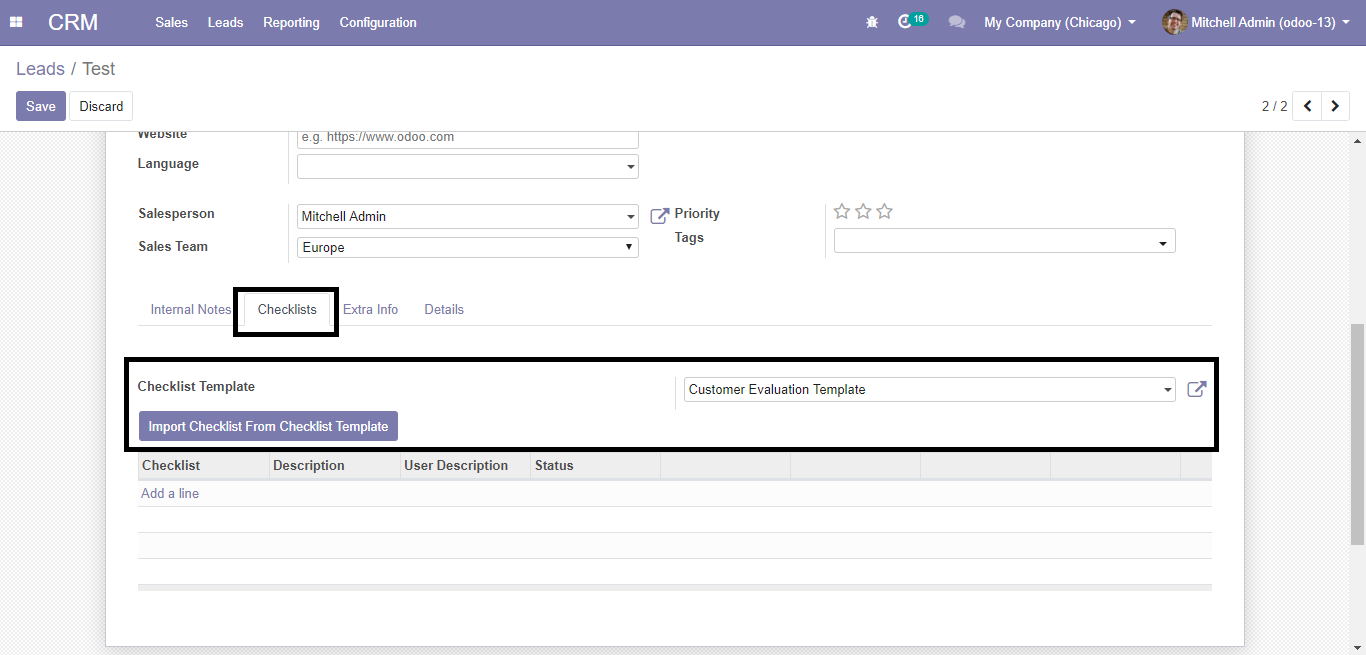 CRM Sales Leads Reporting Configuration 16 My Company (Chicago) Mitchell Admin (odoo-13)
Leads / Test
Save Discard 2 / 2
Website e.g. https://www.odoo.com
Language
Salesperson Mitchell Admin Priority
Sales Team Europe Tags
Internal Notes Checklists Extra Info Details
Checklist Template Customer Evaluation Template
Import Checklist From Checklist Template
Checklist Description User Description Status
Add a line